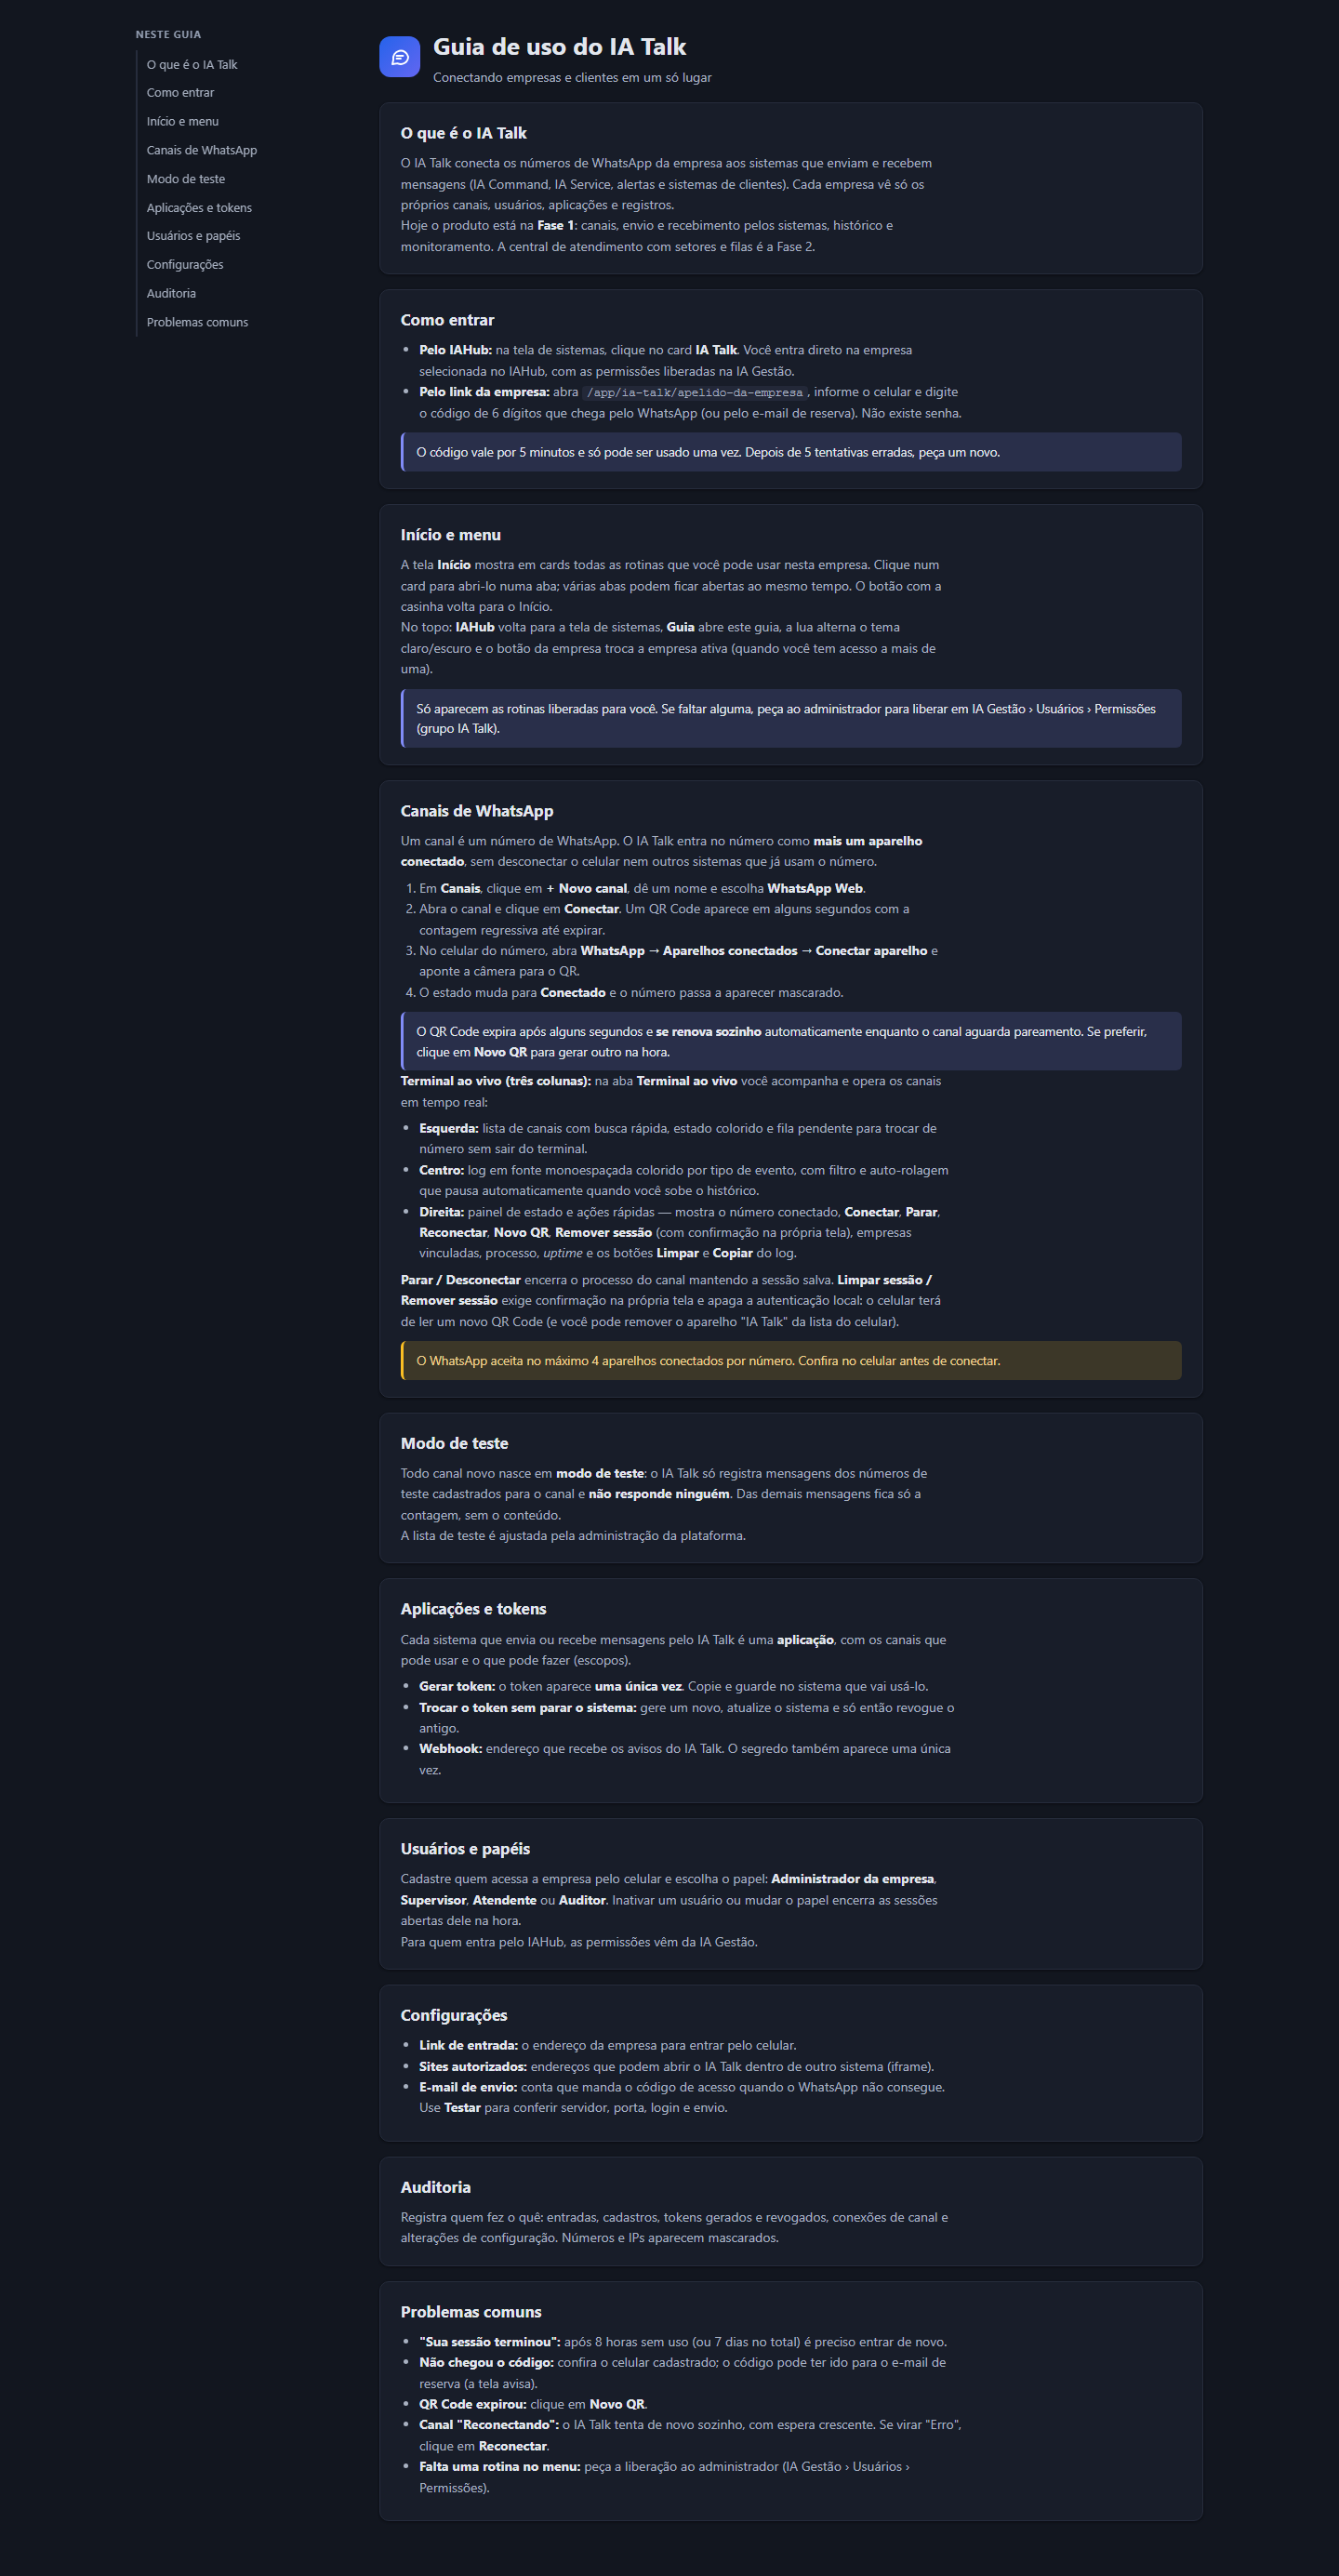 NESTE GUIA
O que é o IA Talk
Como entrar
Início e menu
Canais de WhatsApp
Modo de teste
Aplicações e tokens
Usuários e papéis
Configurações
Auditoria
Problemas comuns
Guia de uso do IA Talk
Conectando empresas e clientes em um só lugar
O que é o IA Talk
O IA Talk conecta os números de WhatsApp da empresa aos sistemas que enviam e recebem
mensagens (IA Command, IA Service, alertas e sistemas de clientes). Cada empresa vê só os
próprios canais, usuários, aplicações e registros.
Hoje o produto está na Fase 1: canais, envio e recebimento pelos sistemas, histórico e
monitoramento. A central de atendimento com setores e filas é a Fase 2.
Como entrar
• Pelo IAHub: na tela de sistemas, clique no card IA Talk. Você entra direto na empresa
selecionada no IAHub, com as permissões liberadas na IA Gestão.
• Pelo link da empresa: abra /app/ia-talk/apelido-da-empresa, informe o celular e digite
o código de 6 dígitos que chega pelo WhatsApp (ou pelo e-mail de reserva). Não existe senha.
O código vale por 5 minutos e só pode ser usado uma vez. Depois de 5 tentativas erradas, peça um novo.
Início e menu
A tela Início mostra em cards todas as rotinas que você pode usar nesta empresa. Clique num
card para abri-lo numa aba; várias abas podem ficar abertas ao mesmo tempo. O botão com a
casinha volta para o Início.
No topo: IAHub volta para a tela de sistemas, Guia abre este guia, a lua alterna o tema
claro/escuro e o botão da empresa troca a empresa ativa (quando você tem acesso a mais de
uma).
Só aparecem as rotinas liberadas para você. Se faltar alguma, peça ao administrador para liberar em IA Gestão › Usuários › Permissões
(grupo IA Talk).
Canais de WhatsApp
Um canal é um número de WhatsApp. O IA Talk entra no número como mais um aparelho
conectado, sem desconectar o celular nem outros sistemas que já usam o número.
1. Em Canais, clique em + Novo canal, dê um nome e escolha WhatsApp Web.
2. Abra o canal e clique em Conectar. Um QR Code aparece em alguns segundos com a
contagem regressiva até expirar.
3. No celular do número, abra WhatsApp → Aparelhos conectados → Conectar aparelho e
aponte a câmera para o QR.
4. O estado muda para Conectado e o número passa a aparecer mascarado.
O QR Code expira após alguns segundos e se renova sozinho automaticamente enquanto o canal aguarda pareamento. Se preferir,
clique em Novo QR para gerar outro na hora.
Terminal ao vivo (três colunas): na aba Terminal ao vivo você acompanha e opera os canais
em tempo real:
• Esquerda: lista de canais com busca rápida, estado colorido e fila pendente para trocar de
número sem sair do terminal.
• Centro: log em fonte monoespaçada colorido por tipo de evento, com filtro e auto-rolagem
que pausa automaticamente quando você sobe o histórico.
• Direita: painel de estado e ações rápidas — mostra o número conectado, Conectar, Parar,
Reconectar, Novo QR, Remover sessão (com confirmação na própria tela), empresas
vinculadas, processo, uptime e os botões Limpar e Copiar do log.
Parar / Desconectar encerra o processo do canal mantendo a sessão salva. Limpar sessão /
Remover sessão exige confirmação na própria tela e apaga a autenticação local: o celular terá
de ler um novo QR Code (e você pode remover o aparelho "IA Talk" da lista do celular).
O WhatsApp aceita no máximo 4 aparelhos conectados por número. Confira no celular antes de conectar.
Modo de teste
Todo canal novo nasce em modo de teste: o IA Talk só registra mensagens dos números de
teste cadastrados para o canal e não responde ninguém. Das demais mensagens fica só a
contagem, sem o conteúdo.
A lista de teste é ajustada pela administração da plataforma.
Aplicações e tokens
Cada sistema que envia ou recebe mensagens pelo IA Talk é uma aplicação, com os canais que
pode usar e o que pode fazer (escopos).
• Gerar token: o token aparece uma única vez. Copie e guarde no sistema que vai usá-lo.
• Trocar o token sem parar o sistema: gere um novo, atualize o sistema e só então revogue o
antigo.
• Webhook: endereço que recebe os avisos do IA Talk. O segredo também aparece uma única
vez.
Usuários e papéis
Cadastre quem acessa a empresa pelo celular e escolha o papel: Administrador da empresa,
Supervisor, Atendente ou Auditor. Inativar um usuário ou mudar o papel encerra as sessões
abertas dele na hora.
Para quem entra pelo IAHub, as permissões vêm da IA Gestão.
Configurações
• Link de entrada: o endereço da empresa para entrar pelo celular.
• Sites autorizados: endereços que podem abrir o IA Talk dentro de outro sistema (iframe).
• E-mail de envio: conta que manda o código de acesso quando o WhatsApp não consegue.
Use Testar para conferir servidor, porta, login e envio.
Auditoria
Registra quem fez o quê: entradas, cadastros, tokens gerados e revogados, conexões de canal e
alterações de configuração. Números e IPs aparecem mascarados.
Problemas comuns
• "Sua sessão terminou": após 8 horas sem uso (ou 7 dias no total) é preciso entrar de novo.
• Não chegou o código: confira o celular cadastrado; o código pode ter ido para o e-mail de
reserva (a tela avisa).
• QR Code expirou: clique em Novo QR.
• Canal "Reconectando": o IA Talk tenta de novo sozinho, com espera crescente. Se virar "Erro",
clique em Reconectar.
• Falta uma rotina no menu: peça a liberação ao administrador (IA Gestão › Usuários ›
Permissões).